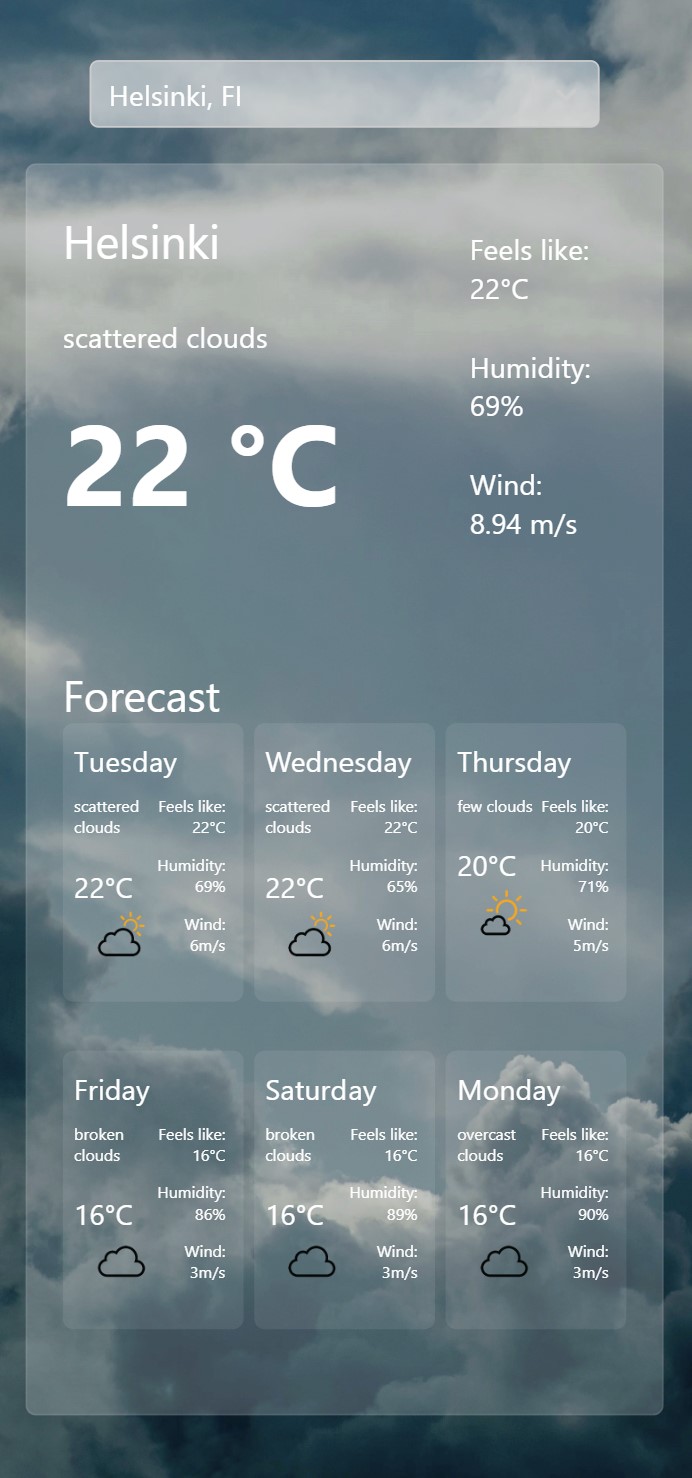 Helsinki, FI
Helsinki
scattered clouds
22 °C
Feels like:
22°C
Humidity:
69%
Wind:
8.94 m/s
Forecast
Tuesday
scattered
clouds
22°C
Feels like:
22°C
Humidity:
69%
Wind:
6m/s
Wednesday
scattered
clouds
22°C
Feels like:
22°C
Humidity:
65%
Wind:
6m/s
Thursday
few clouds
20°C
Feels like:
20°C
Humidity:
71%
Wind:
5m/s
Friday
broken
clouds
16°C
Feels like:
16°C
Humidity:
86%
Wind:
3m/s
Saturday
broken
clouds
16°C
Feels like:
16°C
Humidity:
89%
Wind:
3m/s
Monday
overcast
clouds
16°C
Feels like:
16°C
Humidity:
90%
Wind:
3m/s